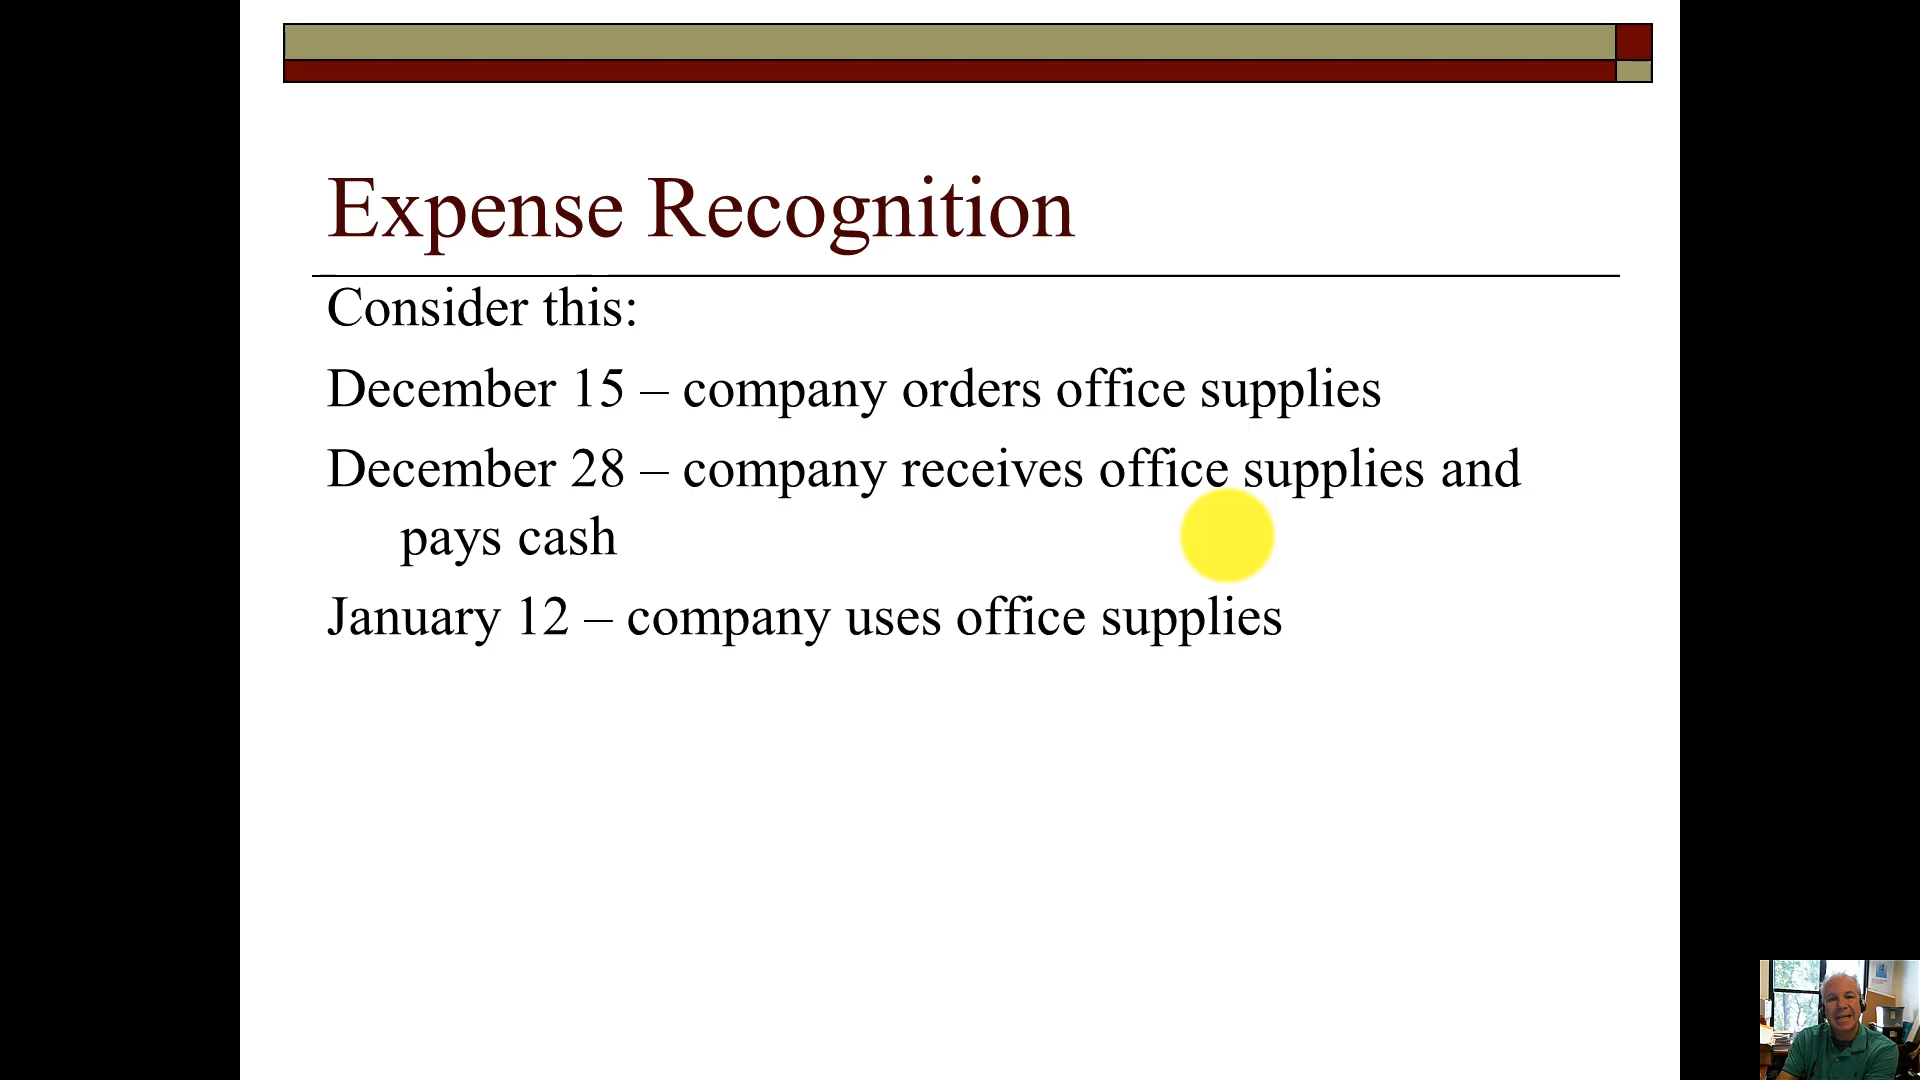 Expense Recognition
Consider this:
December 15 – company orders office supplies
December 28 – company receives office supplies and
pays cash
January 12 – company uses office supplies